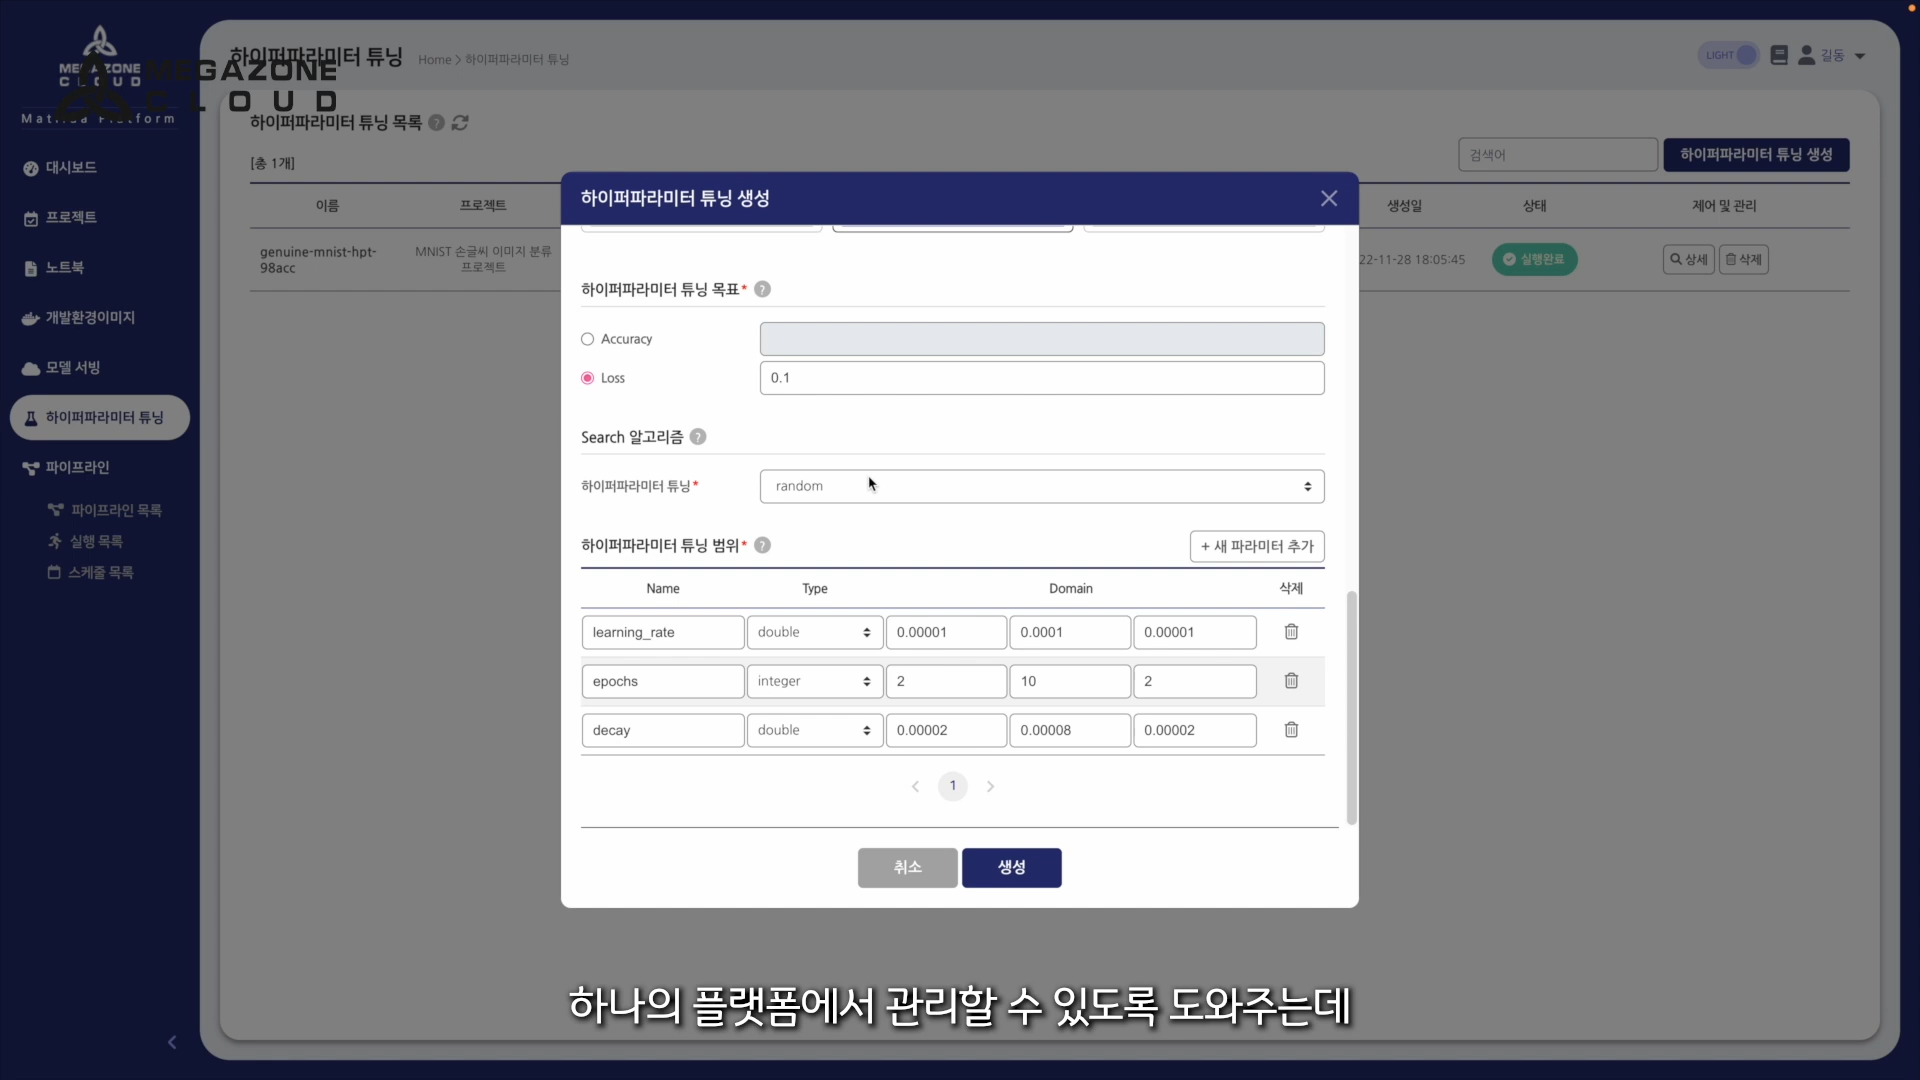 MEGAZONE
CLOUD
MEGAZONE
CLOUD
Matilda Platform
대시보드
프로젝트
노트북
개발환경이미지
모델 서빙
하이퍼파라미터 튜닝
파이프라인
파이프라인 목록
실행 목록
스케줄 목록
하이퍼파라미터 튜닝 Home > 하이퍼파라미터 튜닝
LIGHT 길동
하이퍼파라미터 튜닝 목록 ?
[총 1개]
검색어 하이퍼파라미터 튜닝 생성
이름 프로젝트 생성일 상태 제어 및 관리
genuine-mnist-hpt-
98acc
MNIST 손글씨 이미지 분류
프로젝트
22-11-28 18:05:45 실행완료 상세 삭제
하이퍼파라미터 튜닝 생성
하이퍼파라미터 튜닝 목표* ?
Accuracy
Loss 0.1
Search 알고리즘 ?
하이퍼파라미터 튜닝* random
하이퍼파라미터 튜닝 범위* ? + 새 파라미터 추가
Name Type Domain 삭제
learning_rate double 0.00001 0.0001 0.00001
epochs integer 2 10 2
decay double 0.00002 0.00008 0.00002
< 1 >
취소 생성
하나의 플랫폼에서 관리할 수 있도록 도와주는데